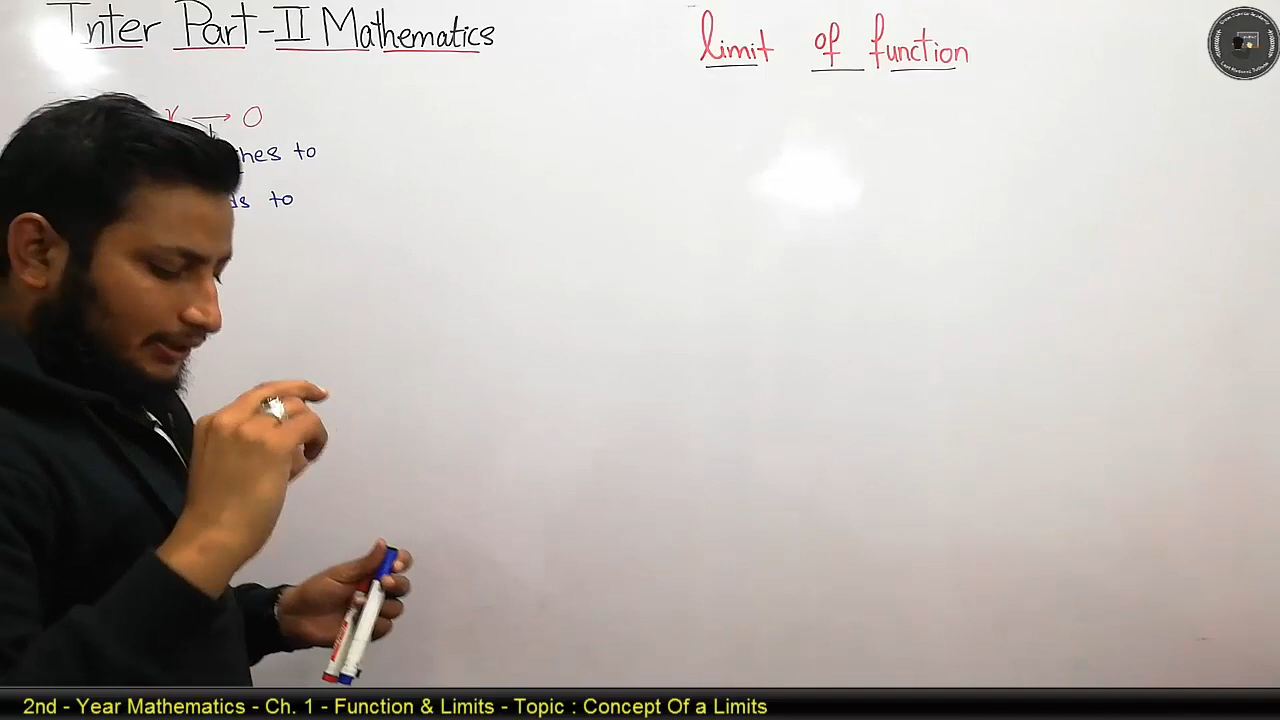 Inter Part-II Mathematics
limit of function
x → 0
to
to
2nd - Year Mathematics - Ch. 1 - Function & Limits - Topic : Concept Of a Limits